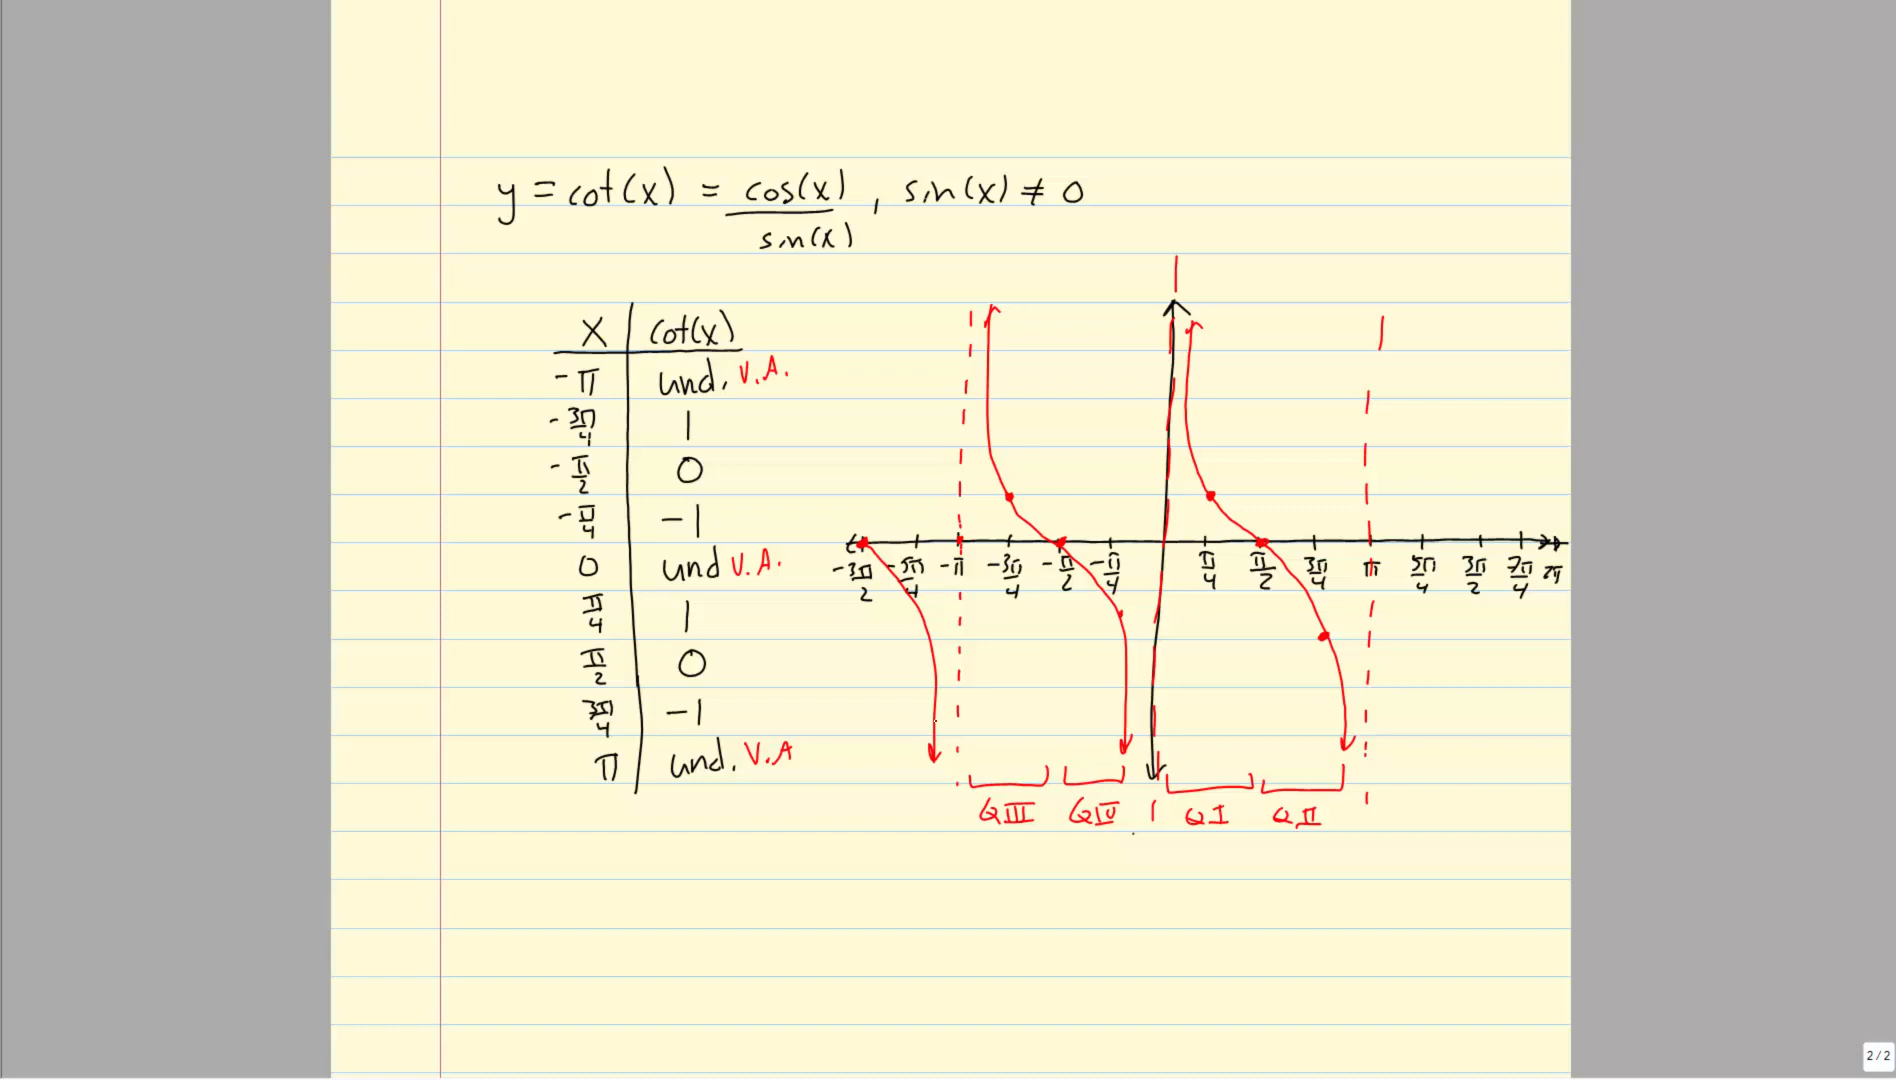 y = cot(x) = cos(x)/sin(x), sin(x) ≠ 0
x | cot(x)
-π | und. V.A.
-3π/4 | 1
-π/2 | 0
-π/4 | -1
0 | und V.A.
π/4 | 1
π/2 | 0
3π/4 | -1
π | und. V.A
-3π/2 -5π/4 -π -3π/4 -π/2 -π/4 π/4 π/2 3π/4 π 5π/4 3π/2 7π/4 2π
QIII QIV QI QII
2/2